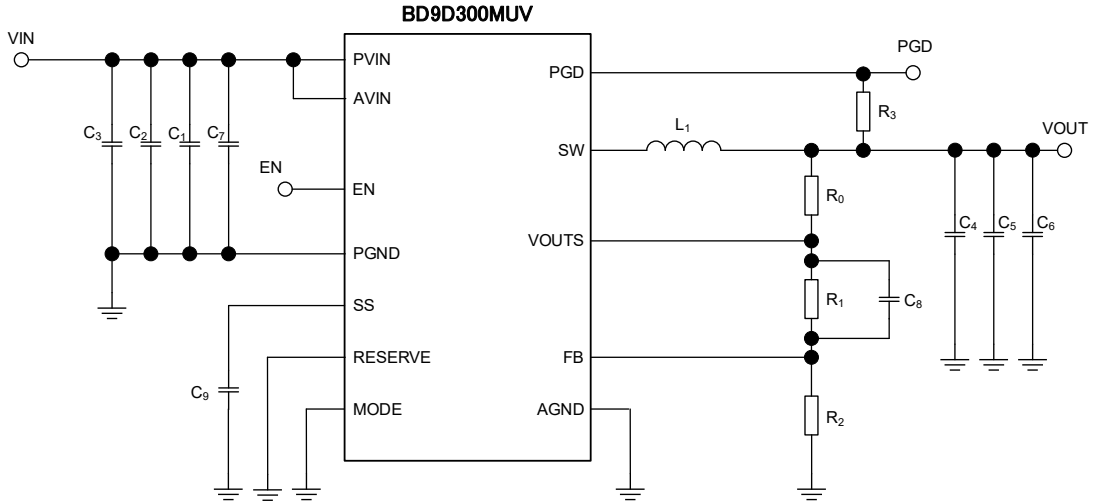 BD9D300MUV
VIN
PGD
PVIN
PGD
AVIN
R3
L1
VOUT
C3
C2
C1
C7
SW
EN
EN
R0
C4
C5
C6
VOUTS
PGND
SS
R1
C8
RESERVE
FB
C9
MODE
AGND
R2